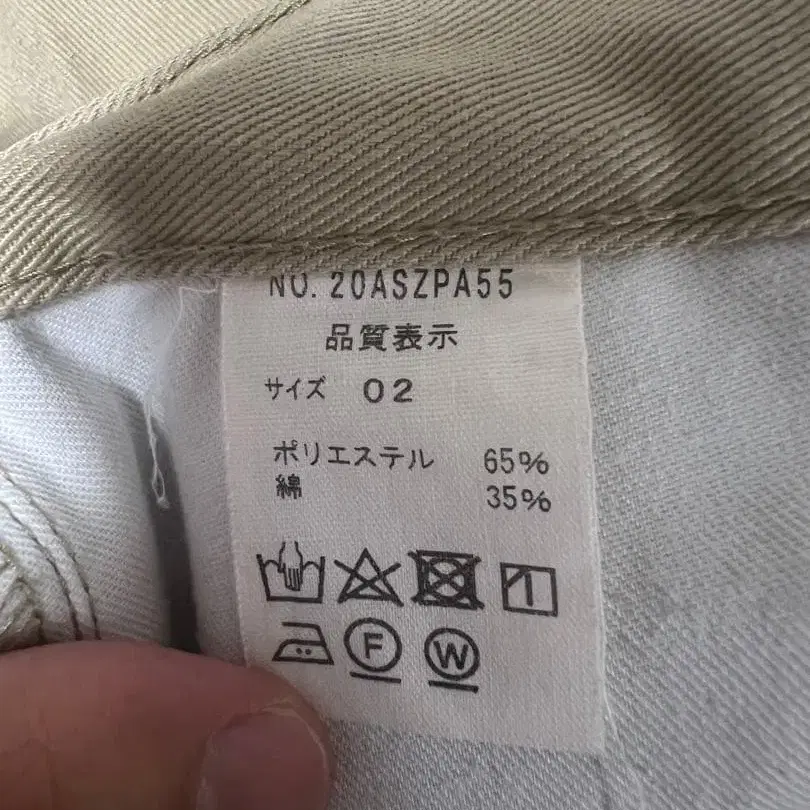 NO. 20ASZPA55
品質表示
サイズ 02
ポリエステル 65%
綿 35%
F W